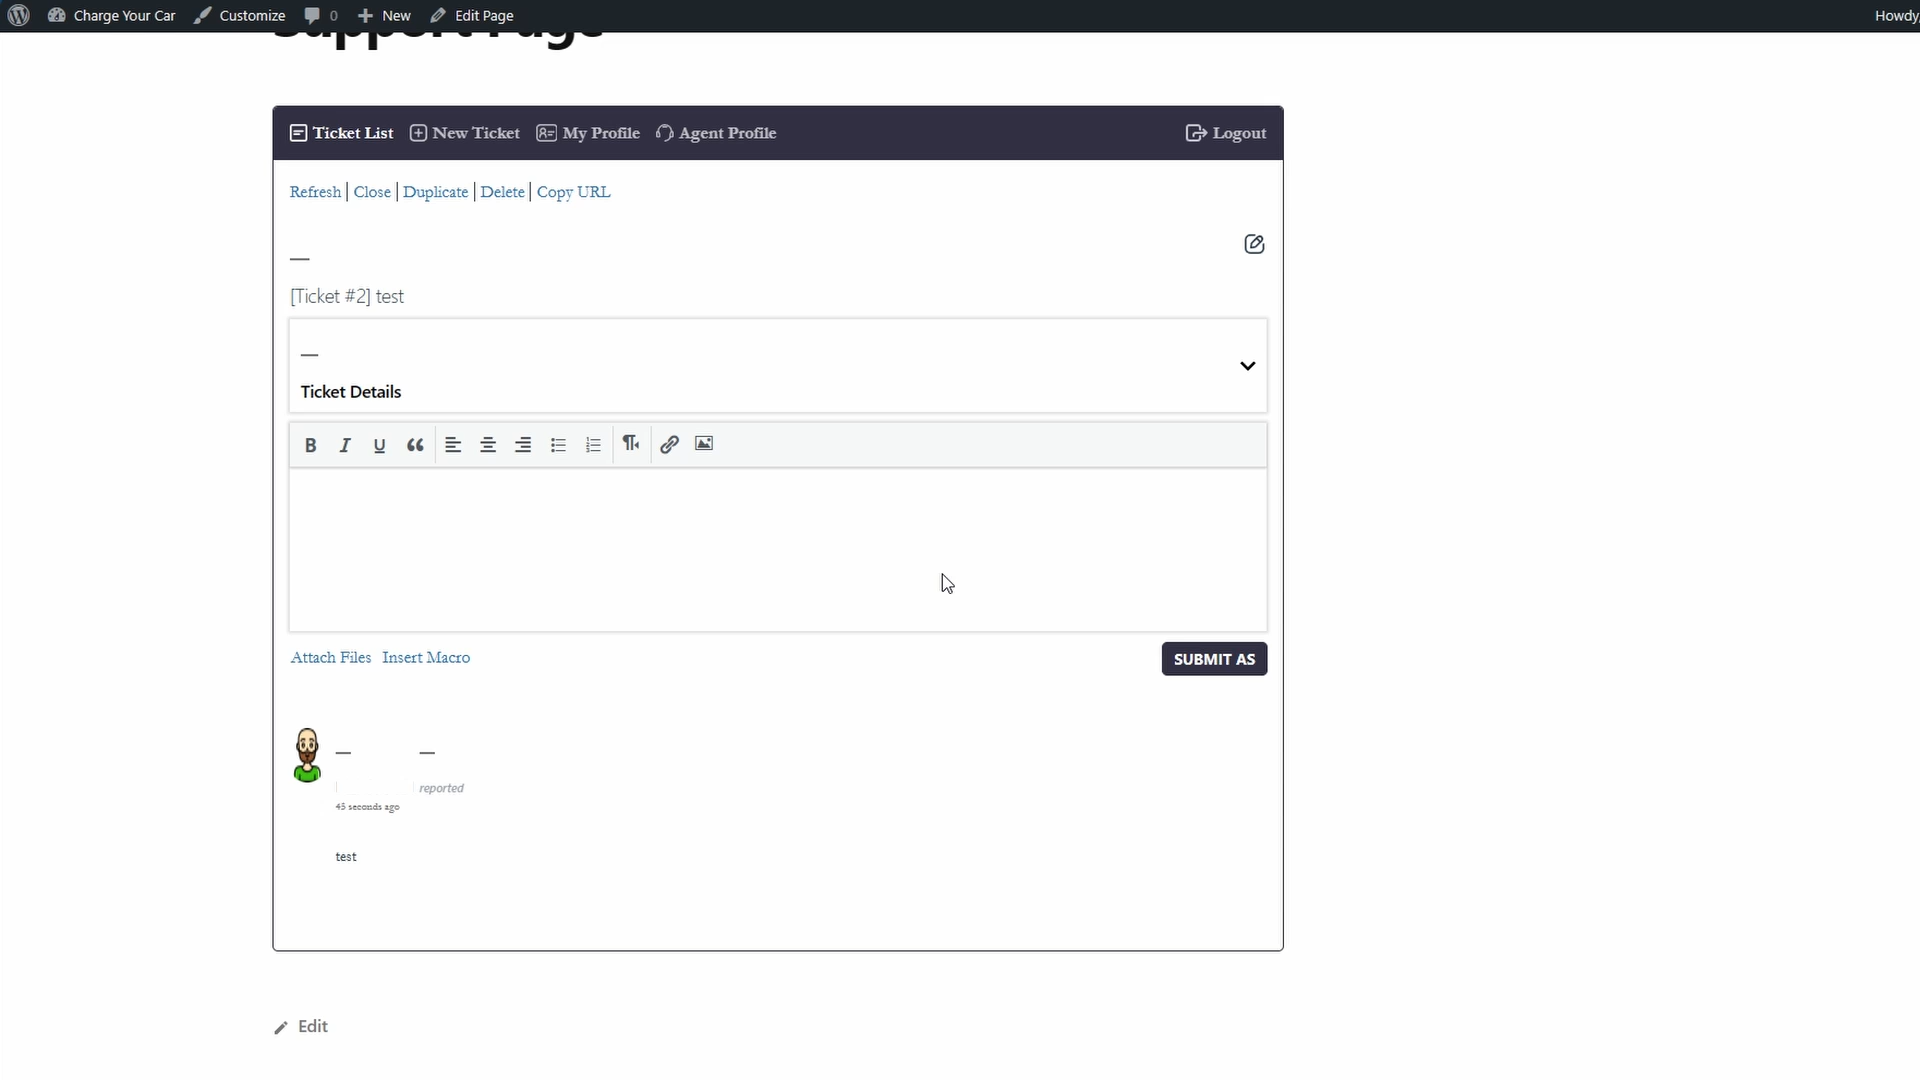 Charge Your Car Customize 0 New Edit Page Howdy,
Support Page
Ticket List New Ticket My Profile Agent Profile Logout
Refresh | Close | Duplicate | Delete | Copy URL
—
[Ticket #2] test
—
Ticket Details
B I U
Attach Files Insert Macro SUBMIT AS
— —
reported
45 seconds ago
test
Edit